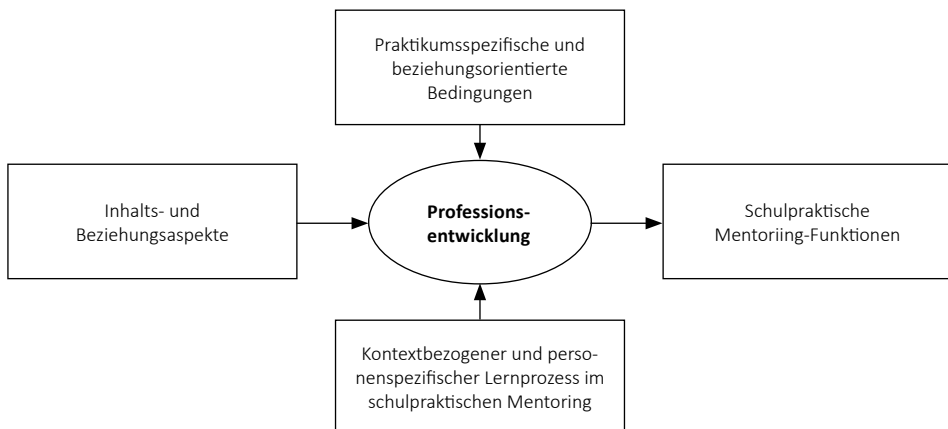 Praktikumsspezifische und
beziehungsorientierte
Bedingungen
Inhalts- und
Beziehungsaspekte
Professions-
entwicklung
Schulpraktische
Mentoriing-Funktionen
Kontextbezogener und perso-
nenspezifischer Lernprozess im
schulpraktischen Mentoring